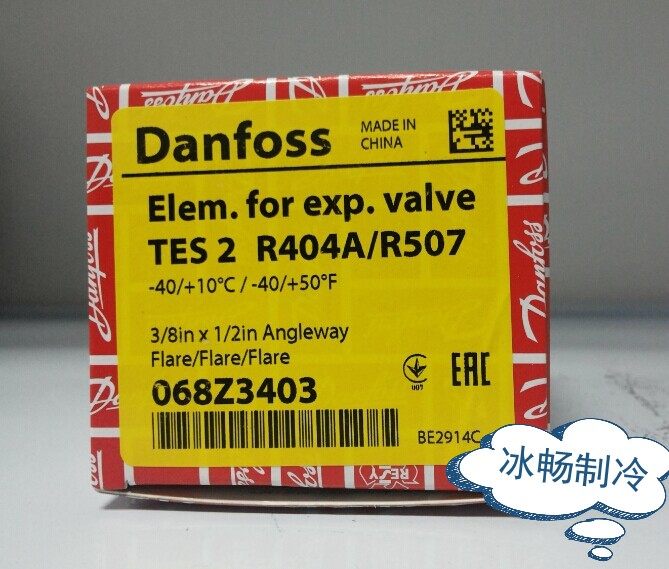 Danfoss
MADE IN
CHINA
Elem. for exp. valve
TES 2 R404A/R507
-40/+10°C / -40/+50°F
3/8in x 1/2in Angleway
Flare/Flare/Flare
068Z3403
EAC
BE2914C
冰畅制冷